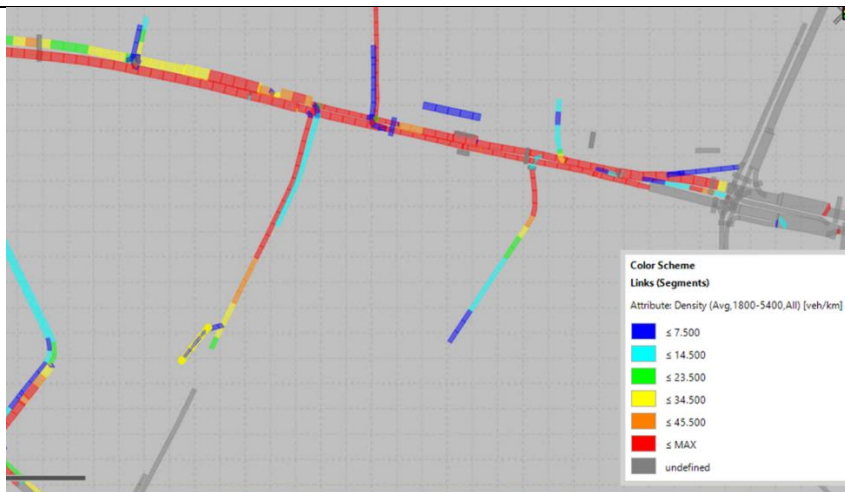 Color Scheme
Links (Segments)
Attribute: Density (Avg,1800-5400,All) [veh/km]
≤ 7.500
≤ 14.500
≤ 23.500
≤ 34.500
≤ 45.500
≤ MAX
undefined